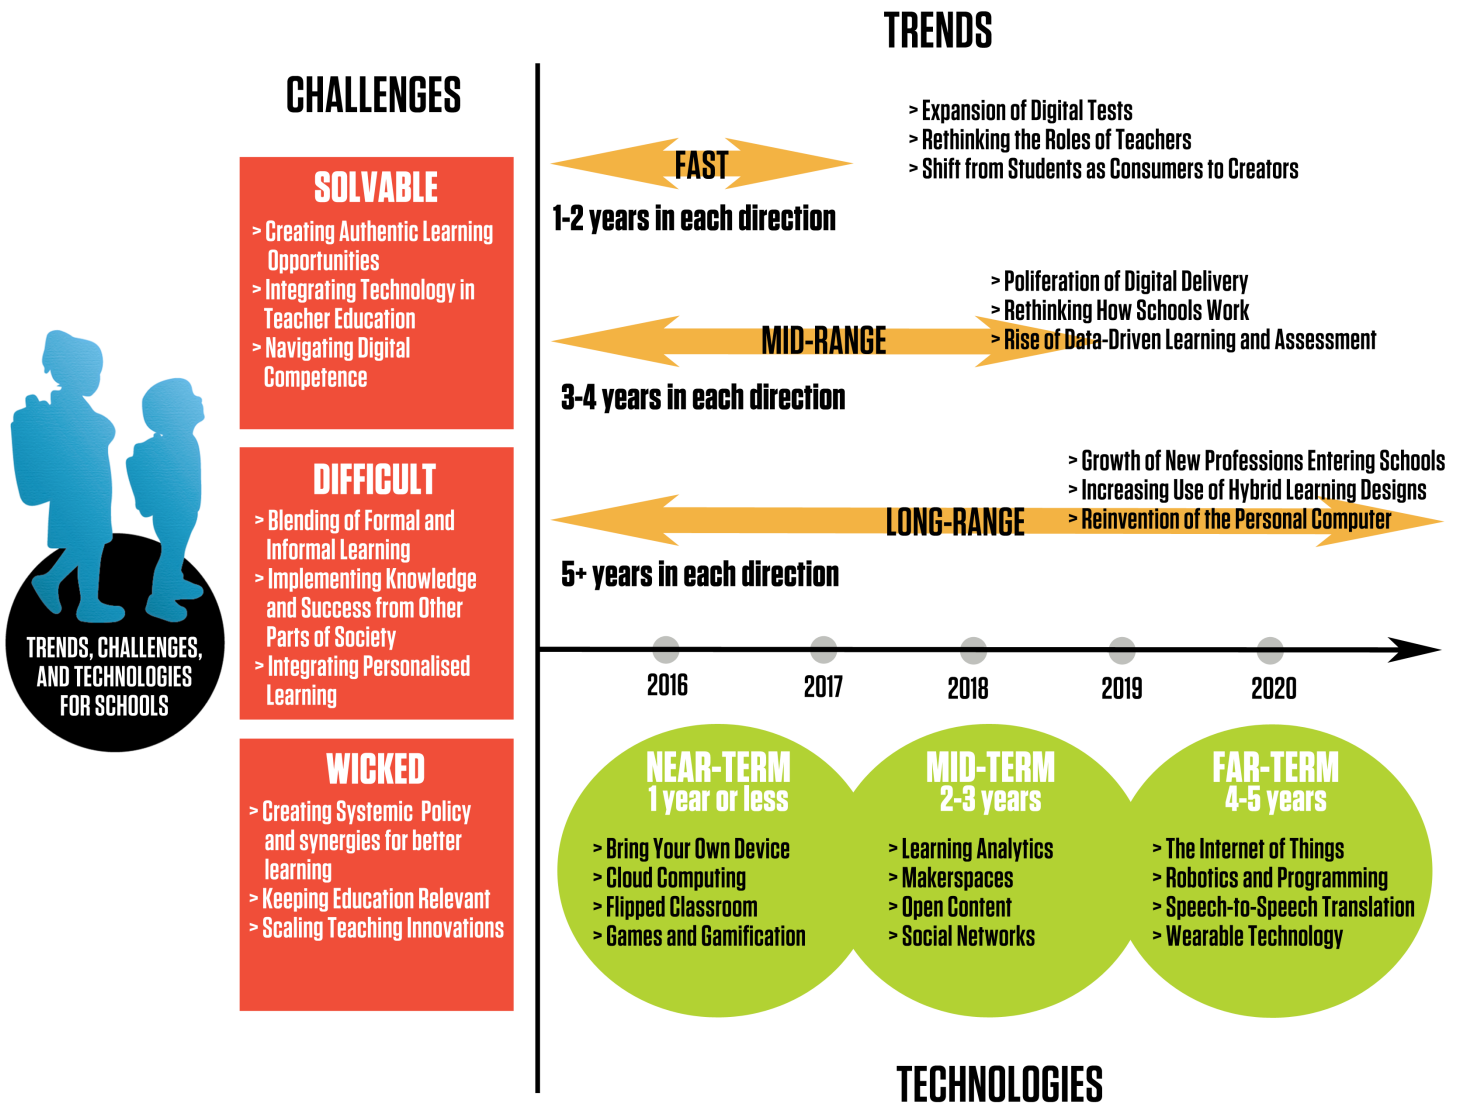 TRENDS
CHALLENGES
SOLVABLE
> Creating Authentic Learning
Opportunities
> Integrating Technology in
Teacher Education
> Navigating Digital
Competence
DIFFICULT
> Blending of Formal and
Informal Learning
> Implementing Knowledge
and Success from Other
Parts of Society
> Integrating Personalised
Learning
WICKED
> Creating Systemic Policy
and synergies for better
learning
> Keeping Education Relevant
> Scaling Teaching Innovations
TRENDS, CHALLENGES,
AND TECHNOLOGIES
FOR SCHOOLS
FAST
1-2 years in each direction
> Expansion of Digital Tests
> Rethinking the Roles of Teachers
> Shift from Students as Consumers to Creators
MID-RANGE
3-4 years in each direction
> Poliferation of Digital Delivery
> Rethinking How Schools Work
> Rise of Data-Driven Learning and Assessment
LONG-RANGE
5+ years in each direction
> Growth of New Professions Entering Schools
> Increasing Use of Hybrid Learning Designs
> Reinvention of the Personal Computer
2016 2017 2018 2019 2020
NEAR-TERM
1 year or less
> Bring Your Own Device
> Cloud Computing
> Flipped Classroom
> Games and Gamification
MID-TERM
2-3 years
> Learning Analytics
> Makerspaces
> Open Content
> Social Networks
FAR-TERM
4-5 years
> The Internet of Things
> Robotics and Programming
> Speech-to-Speech Translation
> Wearable Technology
TECHNOLOGIES